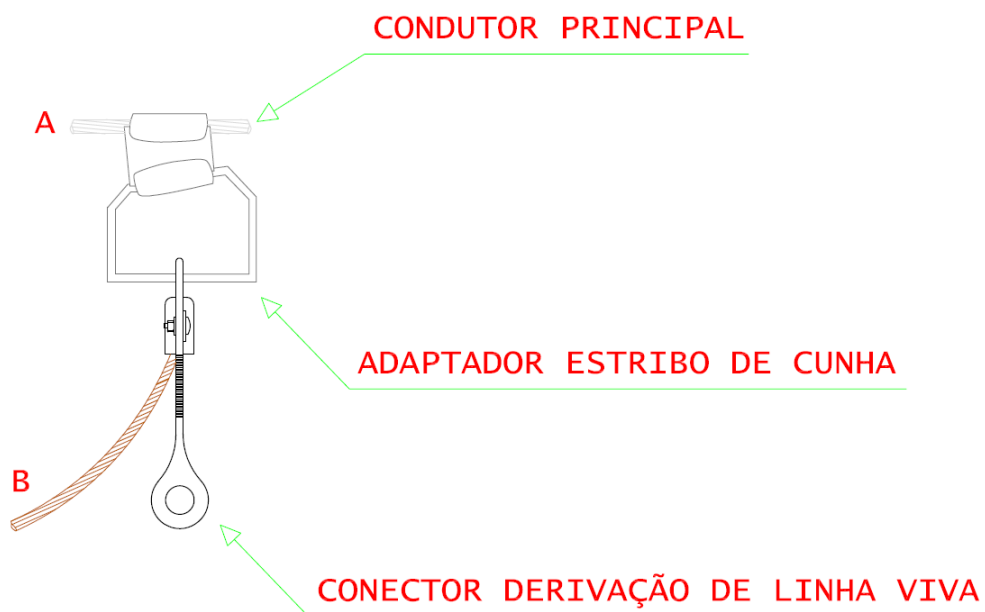 CONDUTOR PRINCIPAL
A
ADAPTADOR ESTRIBO DE CUNHA
B
CONECTOR DERIVAÇÃO DE LINHA VIVA